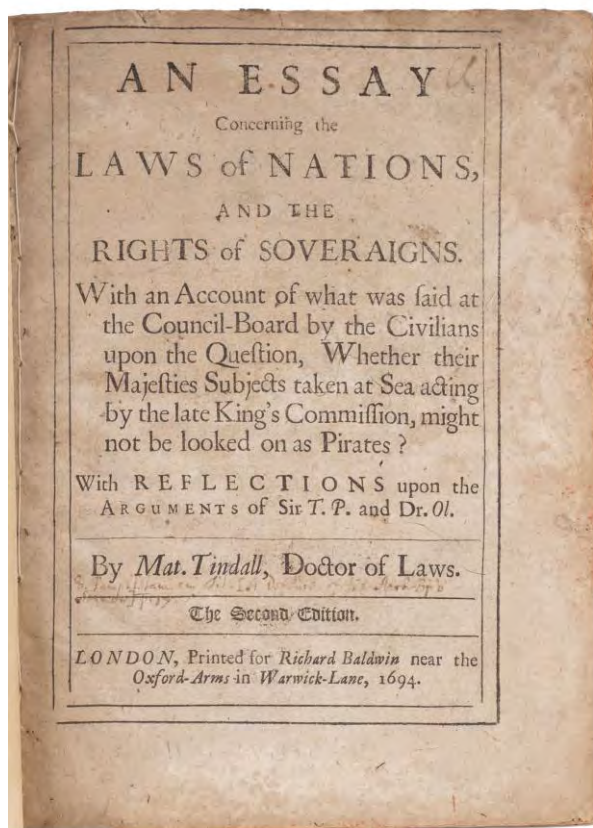 AN ESSAY
Concerning the
LAWS of NATIONS,
AND THE
RIGHTS of SOVERAIGNS.
With an Account of what was ſaid at
the Council-Board by the Civilians
upon the Queſtion, Whether their
Majeſties Subjects taken at Sea acting
by the late King's Commiſſion, might
not be looked on as Pirates ?
With REFLECTIONS upon the
ARGUMENTS of Sir T. P. and Dr. Ol.
By Mat. Tindall, Doctor of Laws.
The Second Edition.
LONDON, Printed for Richard Baldwin near the
Oxford-Arms in Warwick-Lane, 1694.